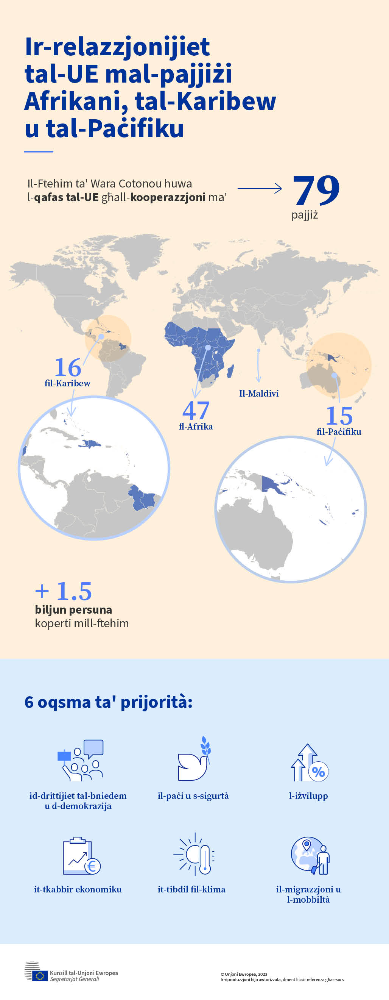 Ir-relazzjonijiet
tal-UE mal-pajjiżi
Afrikani, tal-Karibew
u tal-Paċifiku
Il-Ftehim ta' Wara Cotonou huwa
l-qafas tal-UE għall-kooperazzjoni ma'
79
pajjiż
16
fil-Karibew
47
fl-Afrika
Il-Maldivi
15
fil-Paċifiku
+ 1.5
biljun persuna
koperti mill-ftehim
6 oqsma ta' prijorità:
id-drittijiet tal-bniedem
u d-demokrazija
il-paċi u s-sigurtà
%
l-iżvilupp
€
it-tkabbir ekonomiku
it-tibdil fil-klima
il-migrazzjoni u
l-mobbiltà
Kunsill tal-Unjoni Ewropea
Segretarjat Ġenerali
© Unjoni Ewropea, 2023
Ir-riproduzzjoni hija awtorizzata, dment li ssir referenza għas-sors